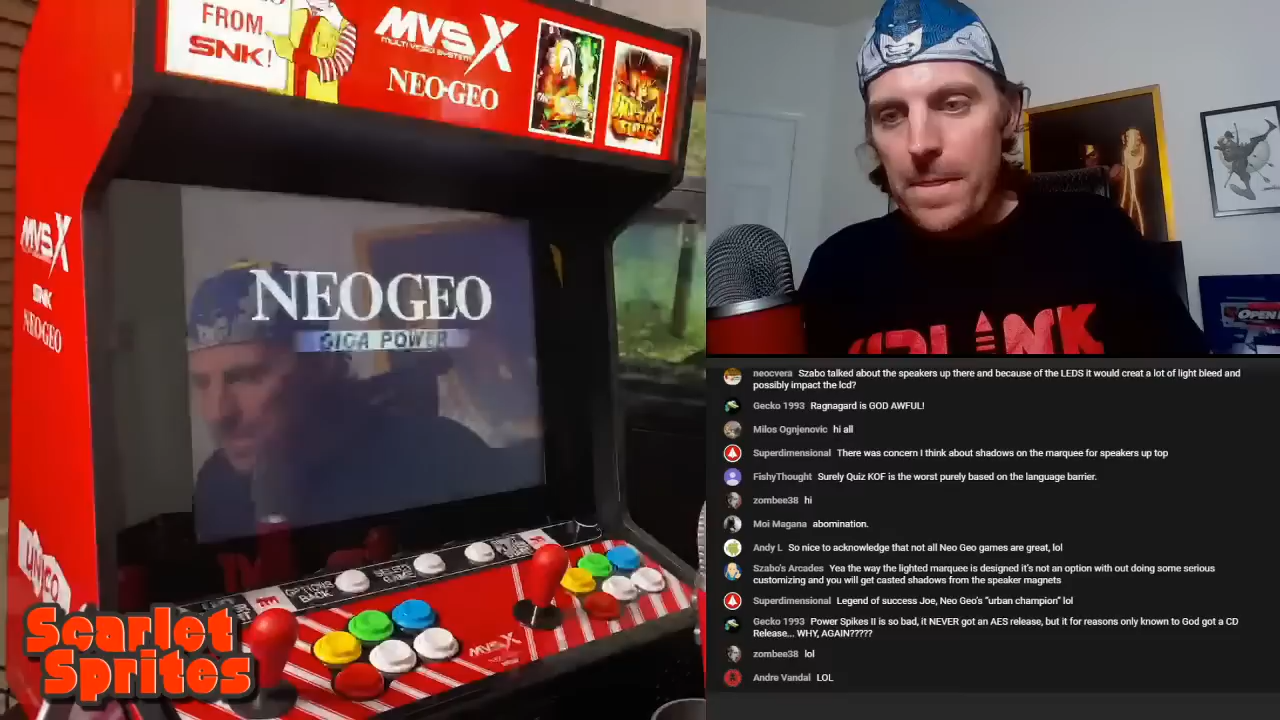 FROM
SNK!
MVSX
MULTI VIDEO SYSTEM
NEO·GEO
METAL SLUG
MVSX
SNK
NEOGEO
NEOGEO
GIGA POWER
OPTIONS
BACK
SELECT
GAME
MVSX
UNICO
Scarlet
Sprites
OPEN
neocvera Szabo talked about the speakers up there and because of the LEDS it would creat a lot of light bleed and
possibly impact the lcd?
Gecko 1993 Ragnagard is GOD AWFUL!
Milos Ognjenovic hi all
Superdimensional There was concern I think about shadows on the marquee for speakers up top
FishyThought Surely Quiz KOF is the worst purely based on the language barrier.
zombee38 hi
Moi Magana abomination.
Andy L So nice to acknowledge that not all Neo Geo games are great, lol
Szabo's Arcades Yea the way the lighted marquee is designed it's not an option with out doing some serious
customizing and you will get casted shadows from the speaker magnets
Superdimensional Legend of success Joe, Neo Geo's "urban champion" lol
Gecko 1993 Power Spikes II is so bad, it NEVER got an AES release, but it for reasons only known to God got a CD
Release... WHY, AGAIN?????
zombee38 lol
Andre Vandal LOL